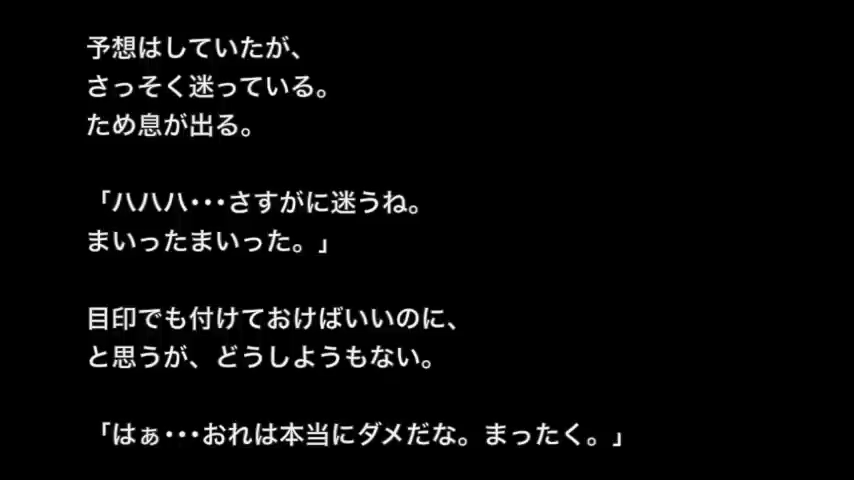 予想はしていたが、
さっそく迷っている。
ため息が出る。
「ハハハ･･･さすがに迷うね。
まいったまいった。」
目印でも付けておけばいいのに、
と思うが、どうしようもない。
「はぁ･･･おれは本当にダメだな。まったく。」